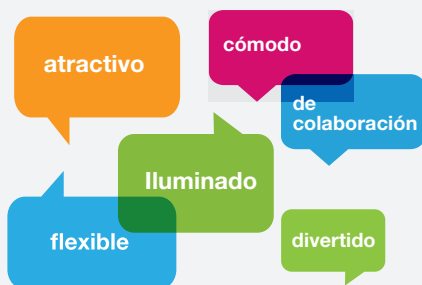 atractivo
cómodo
de
colaboración
Iluminado
flexible
divertido